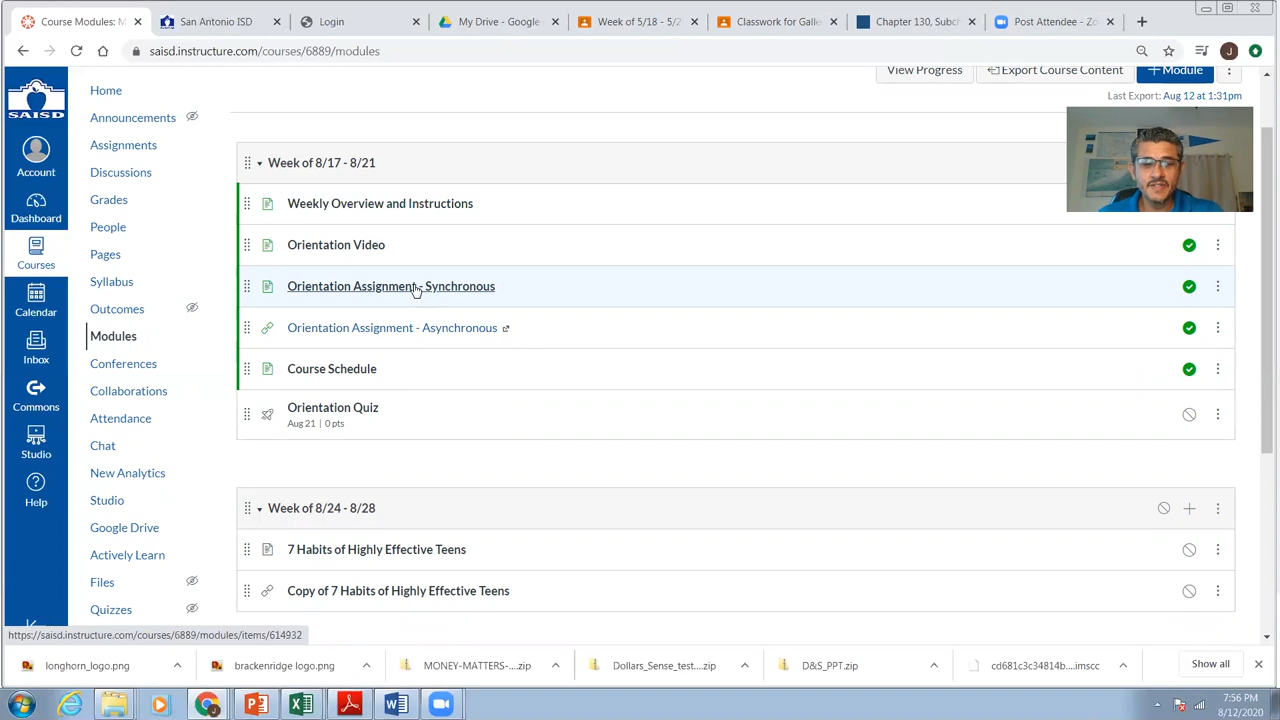 Course Modules: M
San Antonio ISD
Login
My Drive - Google
Week of 5/18 - 5/2
Classwork for Galle
Chapter 130, Subch
Post Attendee - Zo
saisd.instructure.com/courses/6889/modules
J
SAISD
Account
Dashboard
Courses
Calendar
Inbox
Commons
Studio
Help
Home
Announcements
Assignments
Discussions
Grades
People
Pages
Syllabus
Outcomes
Modules
Conferences
Collaborations
Attendance
Chat
New Analytics
Studio
Google Drive
Actively Learn
Files
Quizzes
View Progress
Export Course Content
+ Module
Last Export: Aug 12 at 1:31pm
Week of 8/17 - 8/21
Weekly Overview and Instructions
Orientation Video
Orientation Assignment - Synchronous
Orientation Assignment - Asynchronous
Course Schedule
Orientation Quiz
Aug 21 | 0 pts
Week of 8/24 - 8/28
7 Habits of Highly Effective Teens
Copy of 7 Habits of Highly Effective Teens
https://saisd.instructure.com/courses/6889/modules/items/614932
longhorn_logo.png
brackenridge logo.png
MONEY-MATTERS-....zip
Dollars_Sense_test....zip
D&S_PPT.zip
cd681c3c34814b....imscc
Show all
7:56 PM
8/12/2020